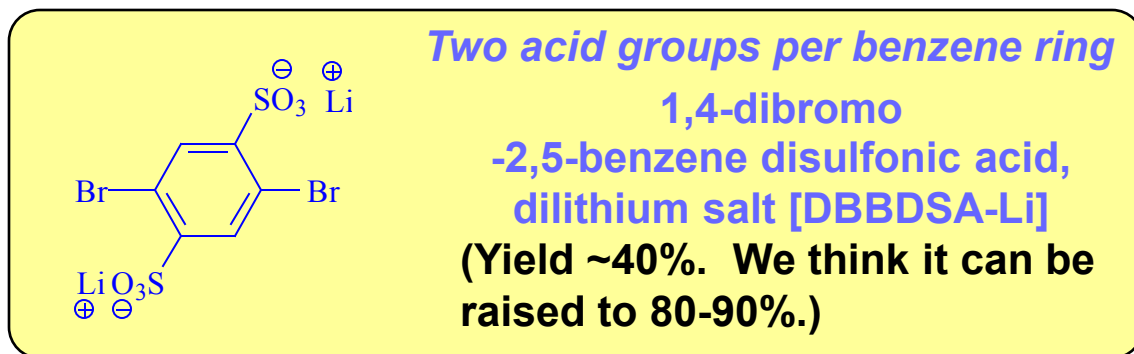 Two acid groups per benzene ring
1,4-dibromo
-2,5-benzene disulfonic acid,
dilithium salt [DBBDSA-Li]
(Yield ~40%.  We think it can be
raised to 80-90%.)
⊖ ⊕
SO3 Li
Br
Br
Li O3S
⊕ ⊖